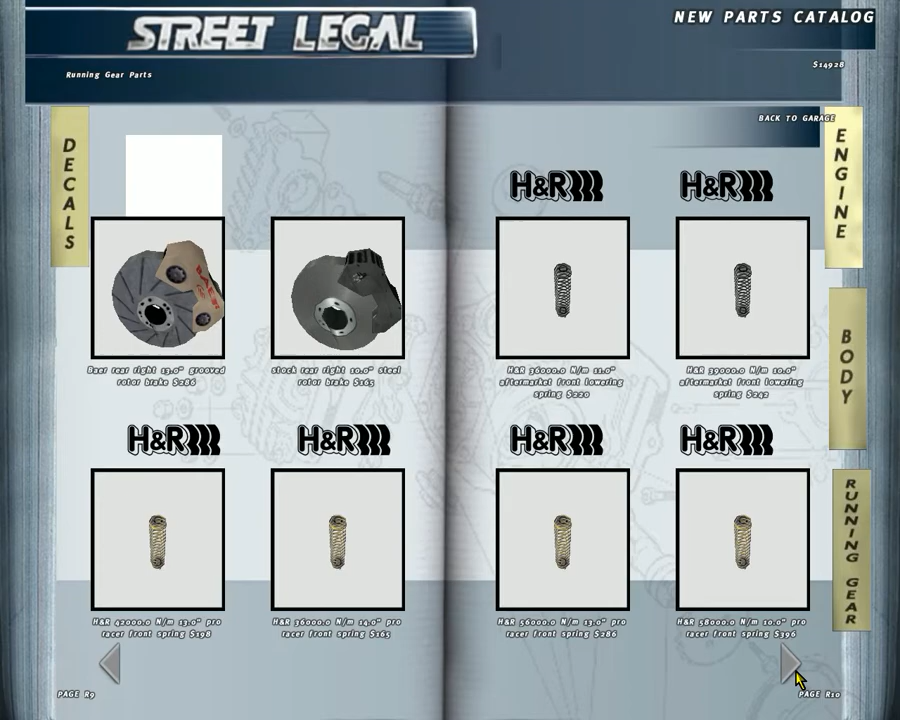 STREET LEGAL
NEW PARTS CATALOG
$14928
Running Gear Parts
BACK TO GARAGE
DECALS
ENGINE
BODY
RUNNING GEAR
H&R
H&R
Baer rear right 13.0" grooved
rotor brake $286
stock rear right 10.0" steel
rotor brake $165
H&R 36000.0 N/m 11.0"
aftermarket front lowering
spring $220
H&R 39000.0 N/m 10.0"
aftermarket front lowering
spring $242
H&R
H&R
H&R
H&R
H&R 42000.0 N/m 13.0" pro
racer front spring $198
H&R 36000.0 N/m 14.0" pro
racer front spring $165
H&R 56000.0 N/m 13.0" pro
racer front spring $286
H&R 58000.0 N/m 10.0" pro
racer front spring $396
PAGE R9
PAGE R10